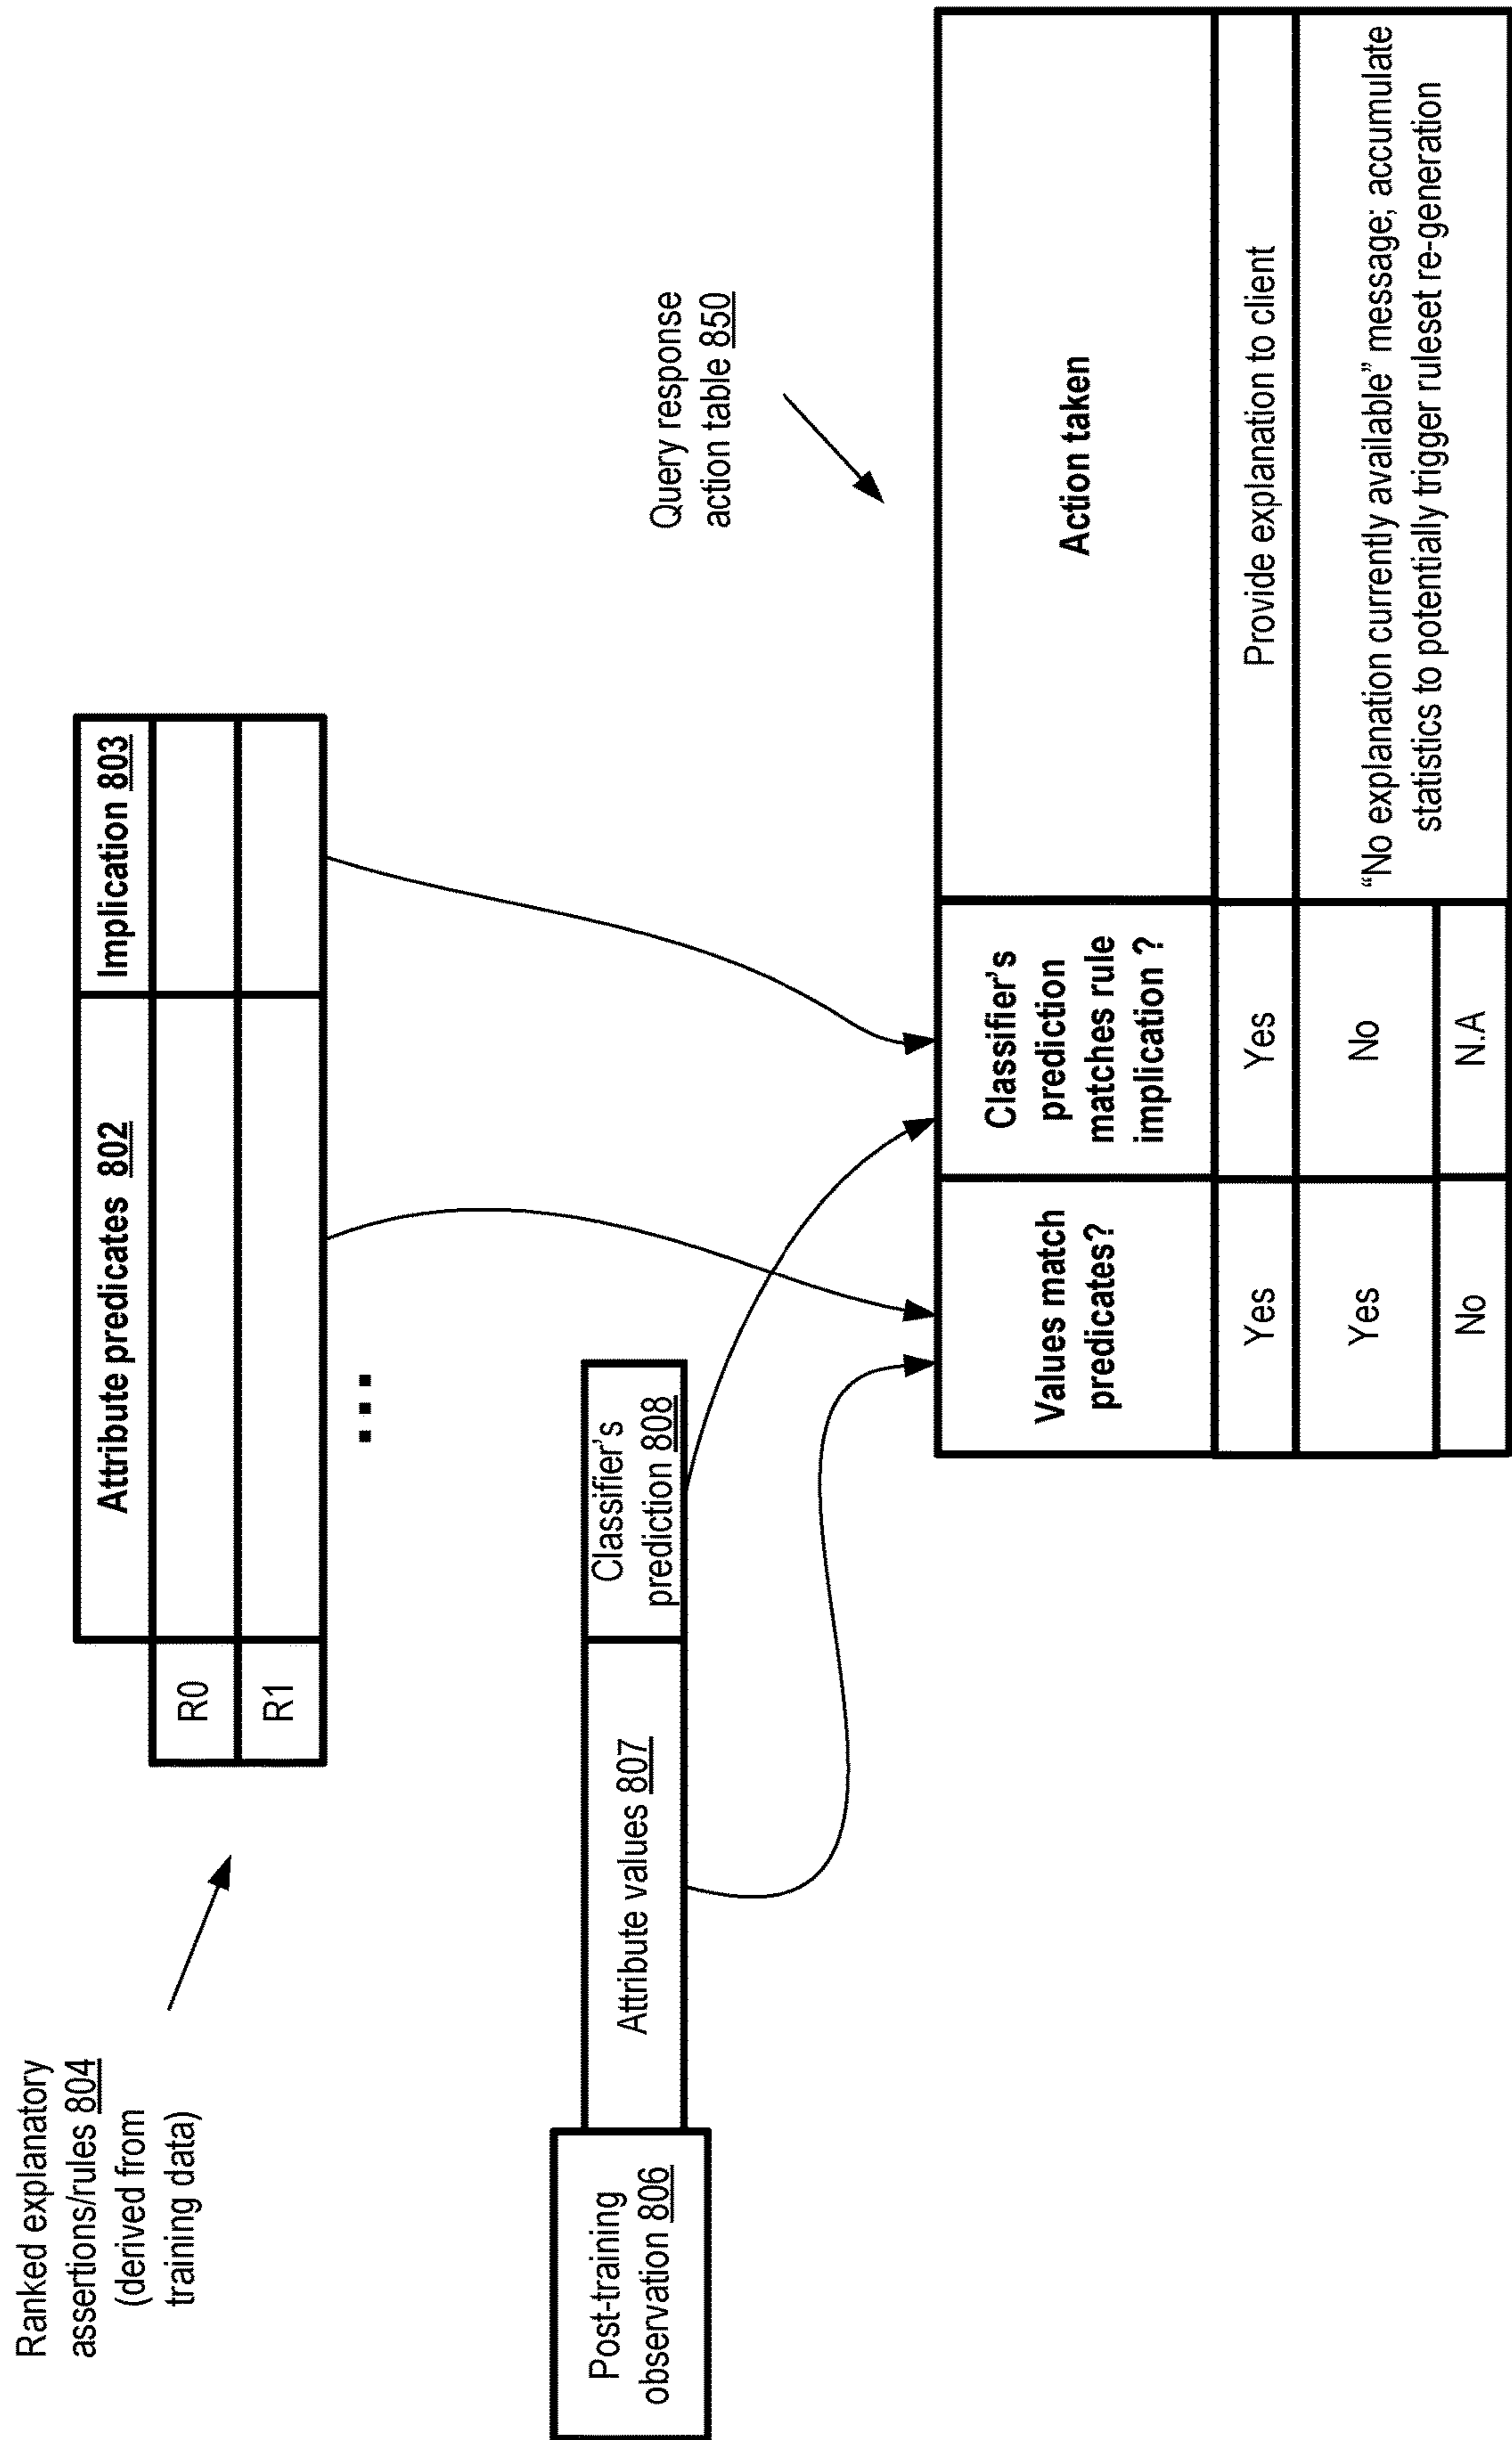 Ranked explanatory
assertions/rules 804
(derived from
training data)
Attribute predicates 802
Implication 803
R0
R1
...
Post-training
observation 806
Attribute values 807
Classifier's
prediction 808
Query response
action table 850
Values match
predicates?
Classifier's
prediction
matches rule
implication ?
Action taken
Yes
Yes
Provide explanation to client
Yes
No
“No explanation currently available” message; accumulate
statistics to potentially trigger ruleset re-generation
No
N.A